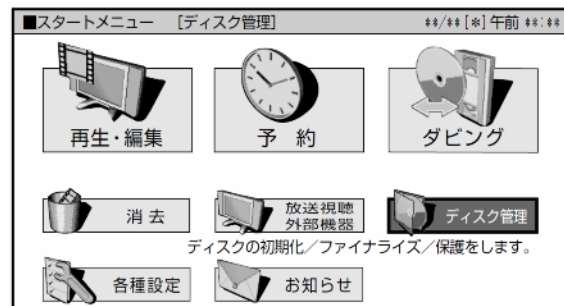 ■スタートメニュー [ディスク管理] **/**[*]午前**:**
再生・編集 予 約 ダビング
消 去 放送視聴 外部機器 ディスク管理
ディスクの初期化／ファイナライズ／保護をします。
各種設定 お知らせ